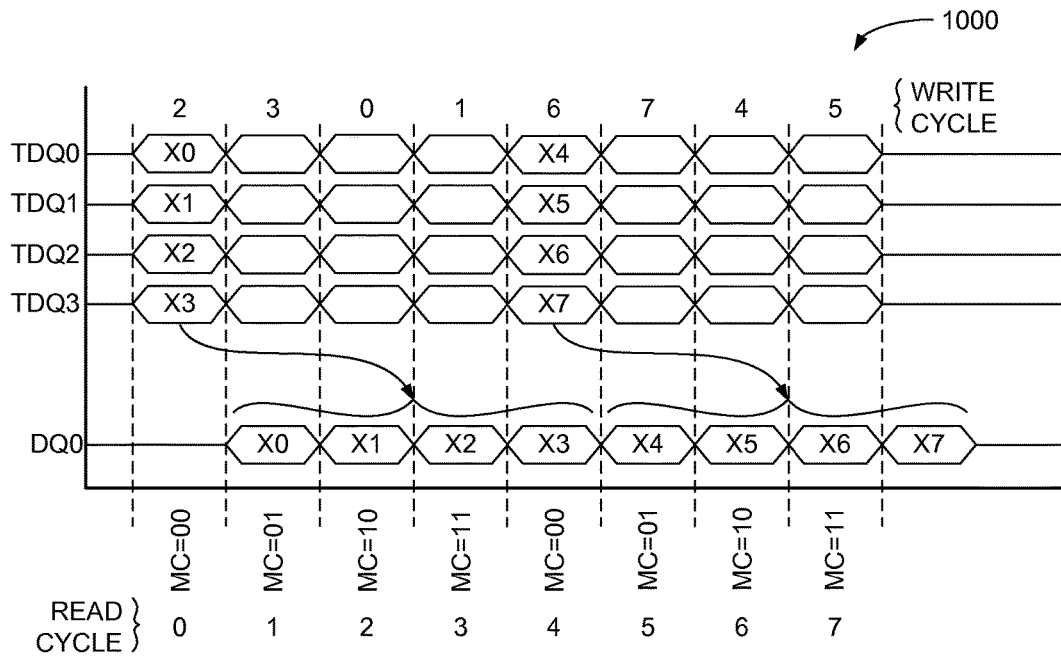 1000
2 3 0 1 6 7 4 5 { WRITE
CYCLE
TDQ0 X0 X4
TDQ1 X1 X5
TDQ2 X2 X6
TDQ3 X3 X7
DQ0 X0 X1 X2 X3 X4 X5 X6 X7
MC=00 MC=01 MC=10 MC=11 MC=00 MC=01 MC=10 MC=11
READ }
CYCLE 0 1 2 3 4 5 6 7